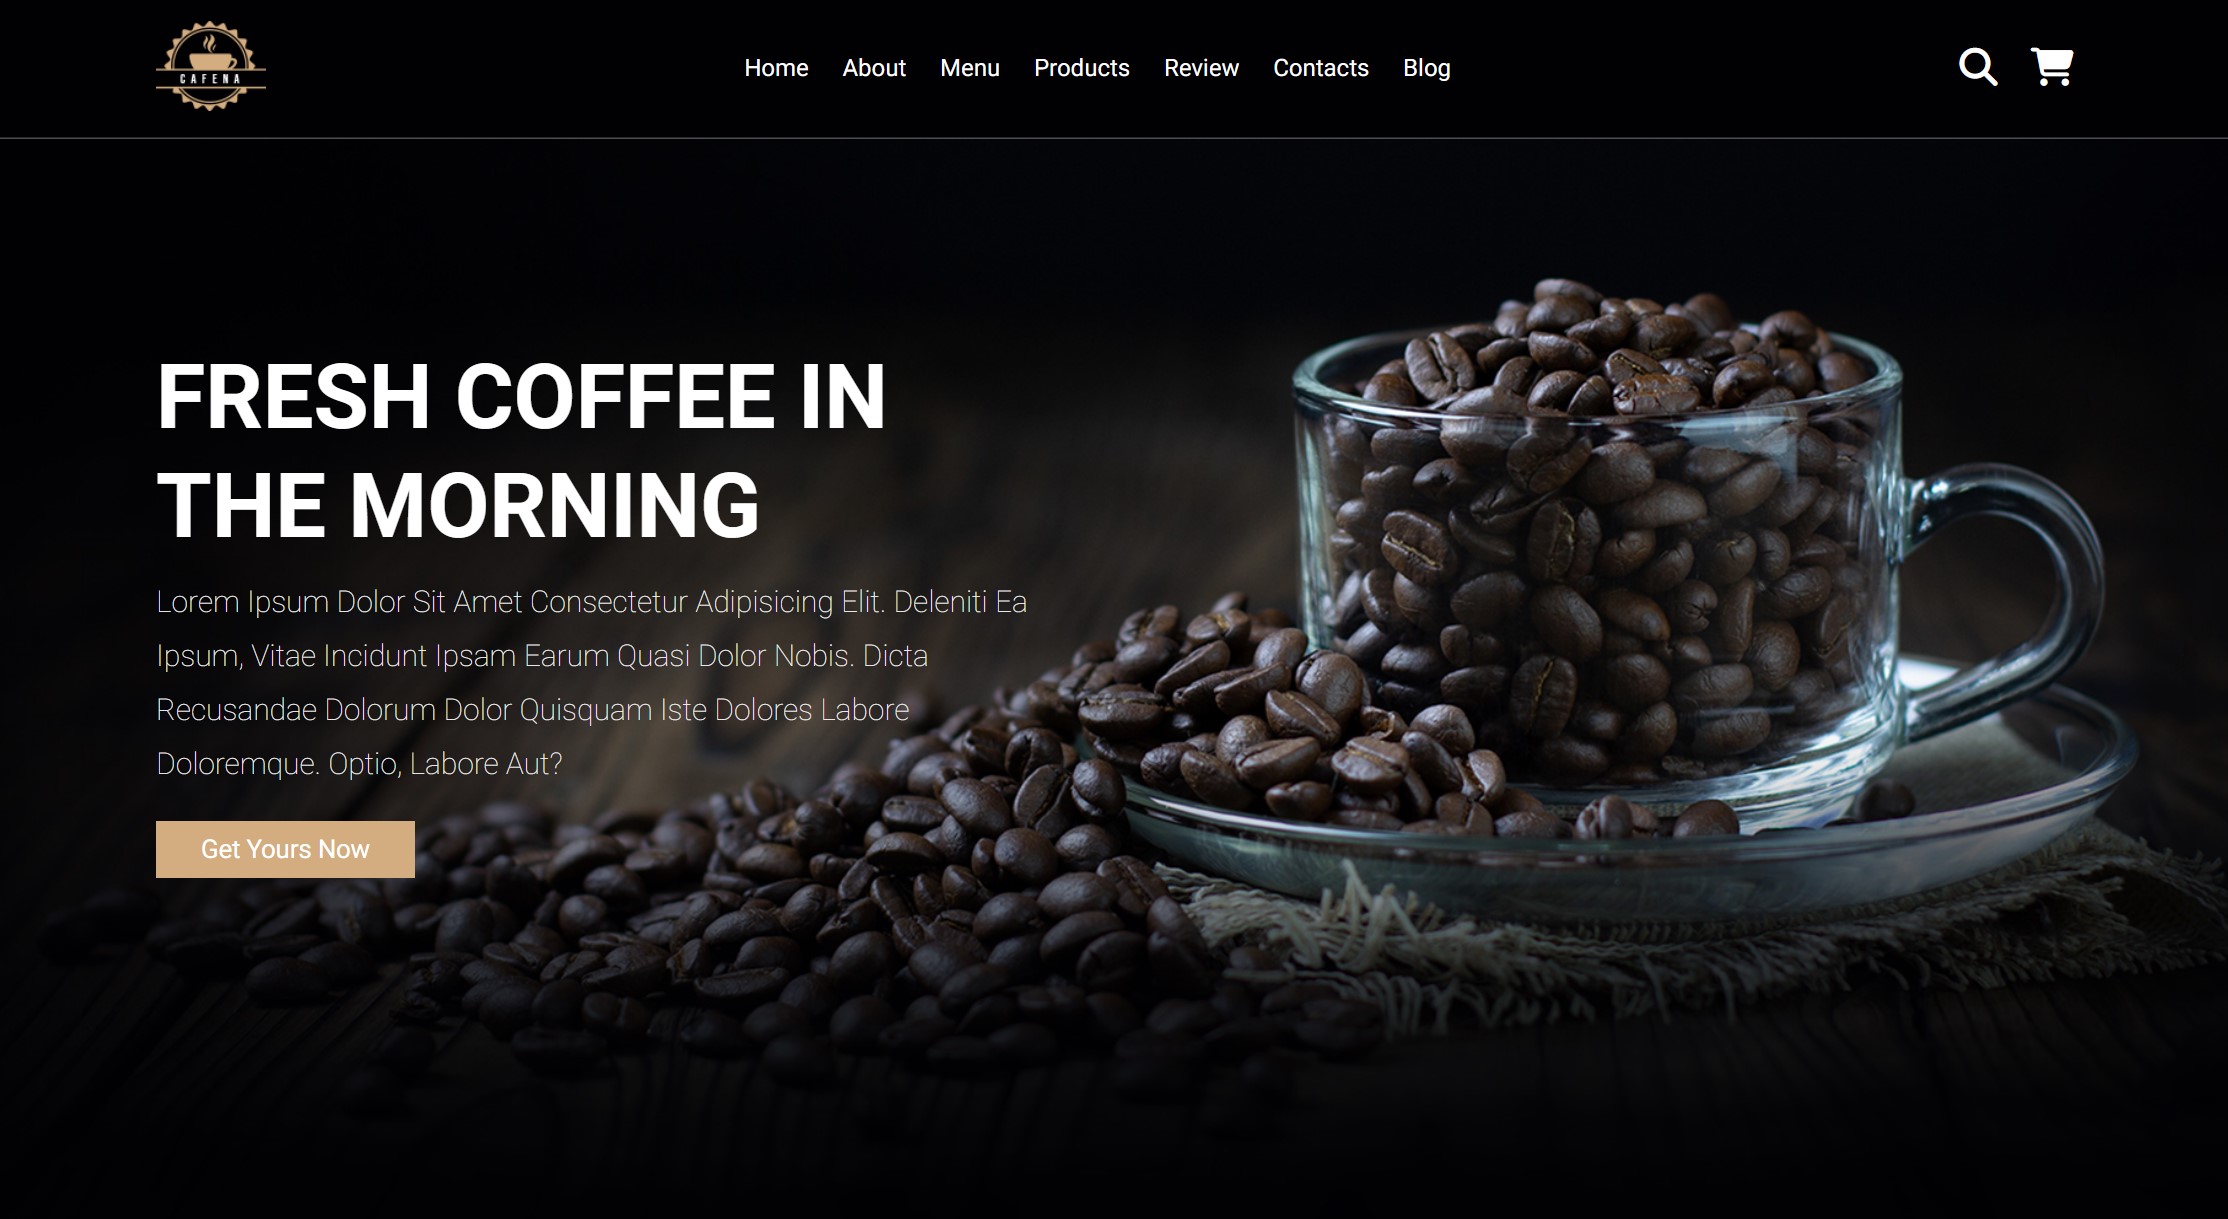 CAFENA
Home About Menu Products Review Contacts Blog
FRESH COFFEE IN
THE MORNING
Lorem Ipsum Dolor Sit Amet Consectetur Adipisicing Elit. Deleniti Ea
Ipsum, Vitae Incidunt Ipsam Earum Quasi Dolor Nobis. Dicta
Recusandae Dolorum Dolor Quisquam Iste Dolores Labore
Doloremque. Optio, Labore Aut?
Get Yours Now